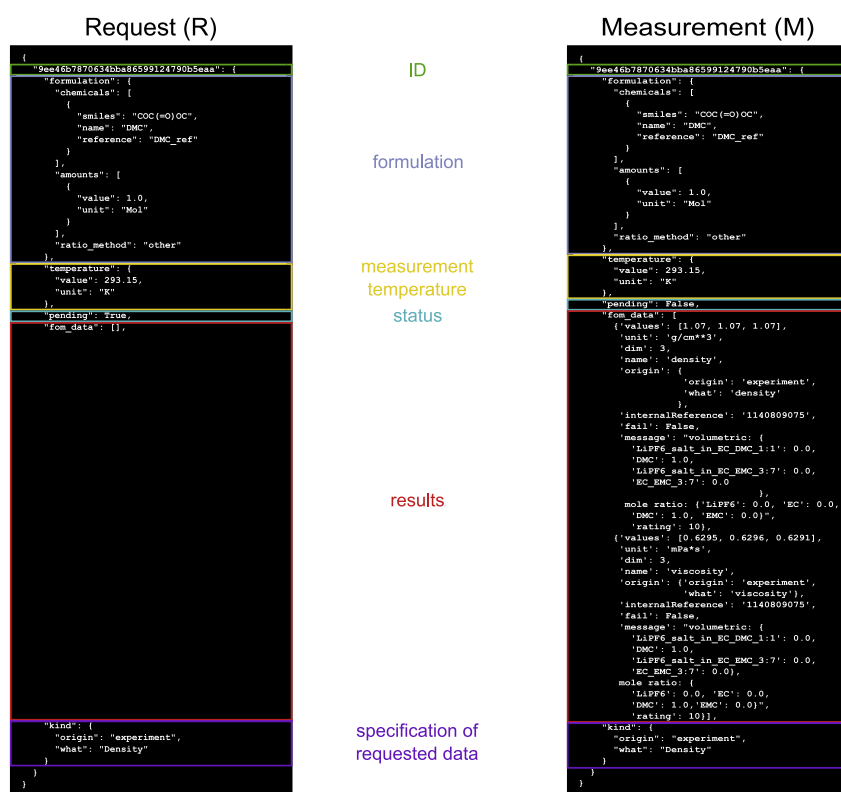 Request (R)
{
"9ee46b7870634bba86599124790b5eaa": {
"formulation": {
"chemicals": [
{
"smiles": "COC(=O)OC",
"name": "DMC",
"reference": "DMC_ref"
}
],
"amounts": [
{
"value": 1.0,
"unit": "Mol"
}
],
"ratio_method": "other"
},
"temperature": {
"value": 293.15,
"unit": "K"
},
"pending": True,
"fom_data": [],
"kind": {
"origin": "experiment",
"what": "Density"
}
}
}
ID
formulation
measurement
temperature
status
results
specification of
requested data
Measurement (M)
{
"9ee46b7870634bba86599124790b5eaa": {
"formulation": {
"chemicals": [
{
"smiles": "COC(=O)OC",
"name": "DMC",
"reference": "DMC_ref"
}
],
"amounts": [
{
"value": 1.0,
"unit": "Mol"
}
],
"ratio_method": "other"
},
"temperature": {
"value": 293.15,
"unit": "K"
},
"pending": False,
"fom_data": [
{'values': [1.07, 1.07, 1.07],
'unit': 'g/cm**3',
'dim': 3,
'name': 'density',
'origin': {
'origin': 'experiment',
'what': 'density'
},
'internalReference': '1140809075',
'fail': False,
'message': "volumetric: {
'LiPF6_salt_in_EC_DMC_1:1': 0.0,
'DMC': 1.0,
'LiPF6_salt_in_EC_EMC_3:7': 0.0,
'EC_EMC_3:7': 0.0
},
mole ratio: {'LiPF6': 0.0, 'EC': 0.0,
'DMC': 1.0, 'EMC': 0.0}",
'rating': 10},
{'values': [0.6295, 0.6296, 0.6291],
'unit': 'mPa*s',
'dim': 3,
'name': 'viscosity',
'origin': {'origin': 'experiment',
'what': 'viscosity'},
'internalReference': '1140809075',
'fail': False,
'message': "volumetric: {
'LiPF6_salt_in_EC_DMC_1:1': 0.0,
'DMC': 1.0,
'LiPF6_salt_in_EC_EMC_3:7': 0.0,
'EC_EMC_3:7': 0.0},
mole ratio: {
'LiPF6': 0.0, 'EC': 0.0,
'DMC': 1.0,'EMC': 0.0}",
'rating': 10}],
"kind": {
"origin": "experiment",
"what": "Density"
}
}
}